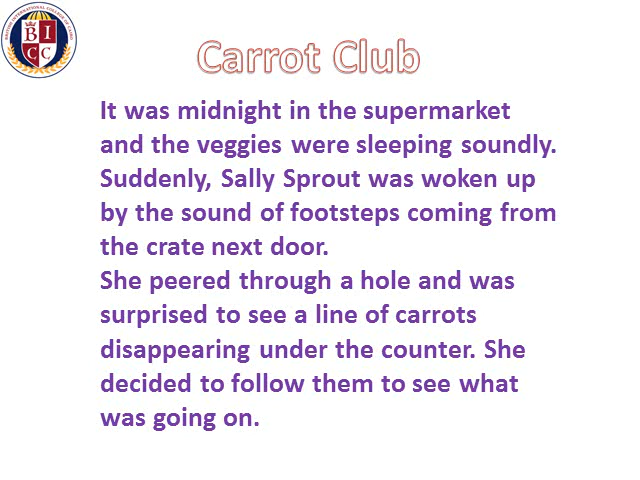 B I
C C
Carrot Club
It was midnight in the supermarket
and the veggies were sleeping soundly.
Suddenly, Sally Sprout was woken up
by the sound of footsteps coming from
the crate next door.
She peered through a hole and was
surprised to see a line of carrots
disappearing under the counter. She
decided to follow them to see what
was going on.